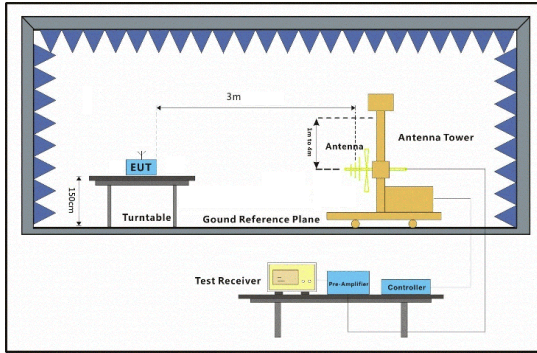 3m
1m to 4m
Antenna
Antenna Tower
EUT
150cm
Turntable
Gound Reference Plane
Test Receiver
Pre-Amplifier
Controller